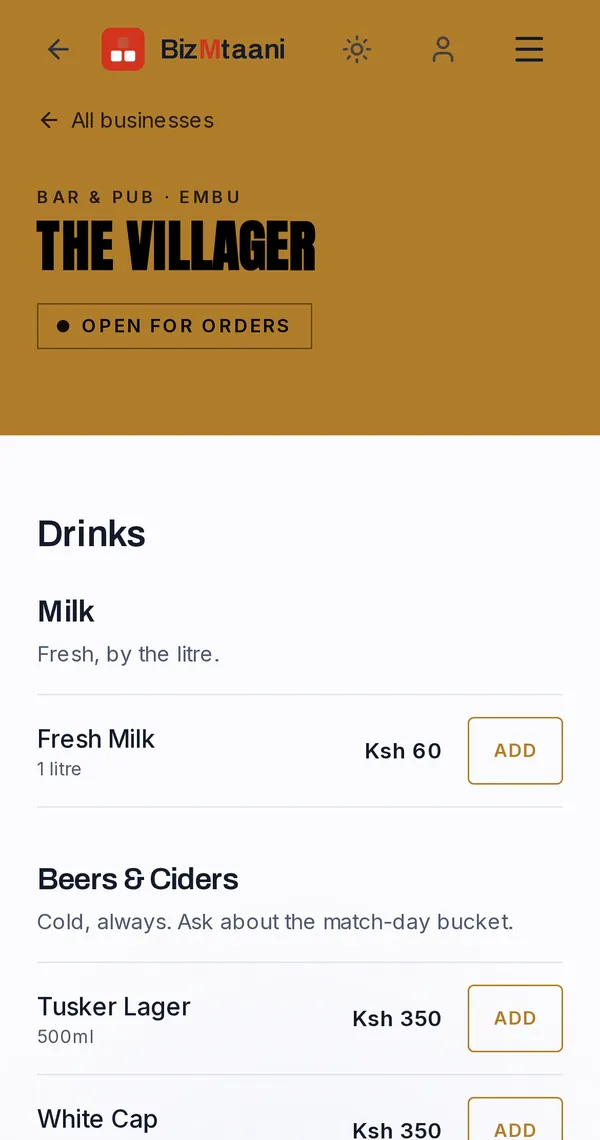 BizMtaani
All businesses
BAR & PUB · EMBU
THE VILLAGER
OPEN FOR ORDERS
Drinks
Milk
Fresh, by the litre.
Fresh Milk
1 litre
Ksh 60
ADD
Beers & Ciders
Cold, always. Ask about the match-day bucket.
Tusker Lager
500ml
Ksh 350
ADD
White Cap
Ksh 350
ADD